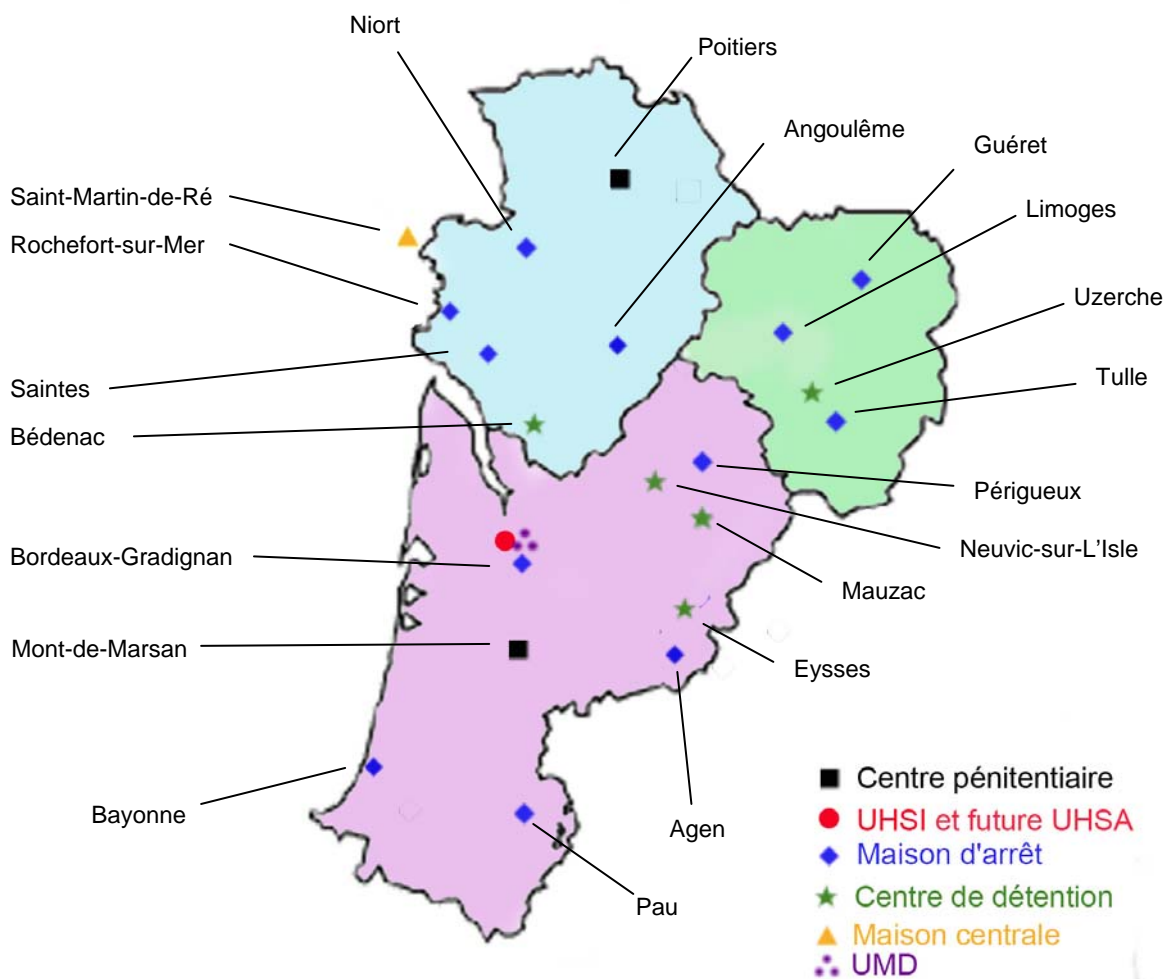 Niort
Poitiers
Angoulême
Guéret
Saint-Martin-de-Ré
Limoges
Rochefort-sur-Mer
Uzerche
Saintes
Tulle
Bédenac
Périgueux
Bordeaux-Gradignan
Neuvic-sur-L'Isle
Mauzac
Mont-de-Marsan
Eysses
Bayonne
Agen
Pau
Centre pénitentiaire
UHSI et future UHSA
Maison d'arrêt
Centre de détention
Maison centrale
UMD